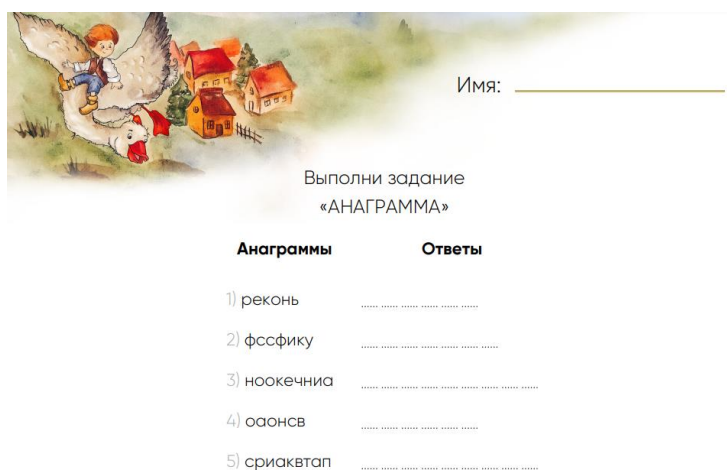 Имя:
Выполни задание
«АНАГРАММА»
Анаграммы Ответы
1) реконь
2) фссфику
3) ноокечниа
4) оаонсв
5) сриаквтап